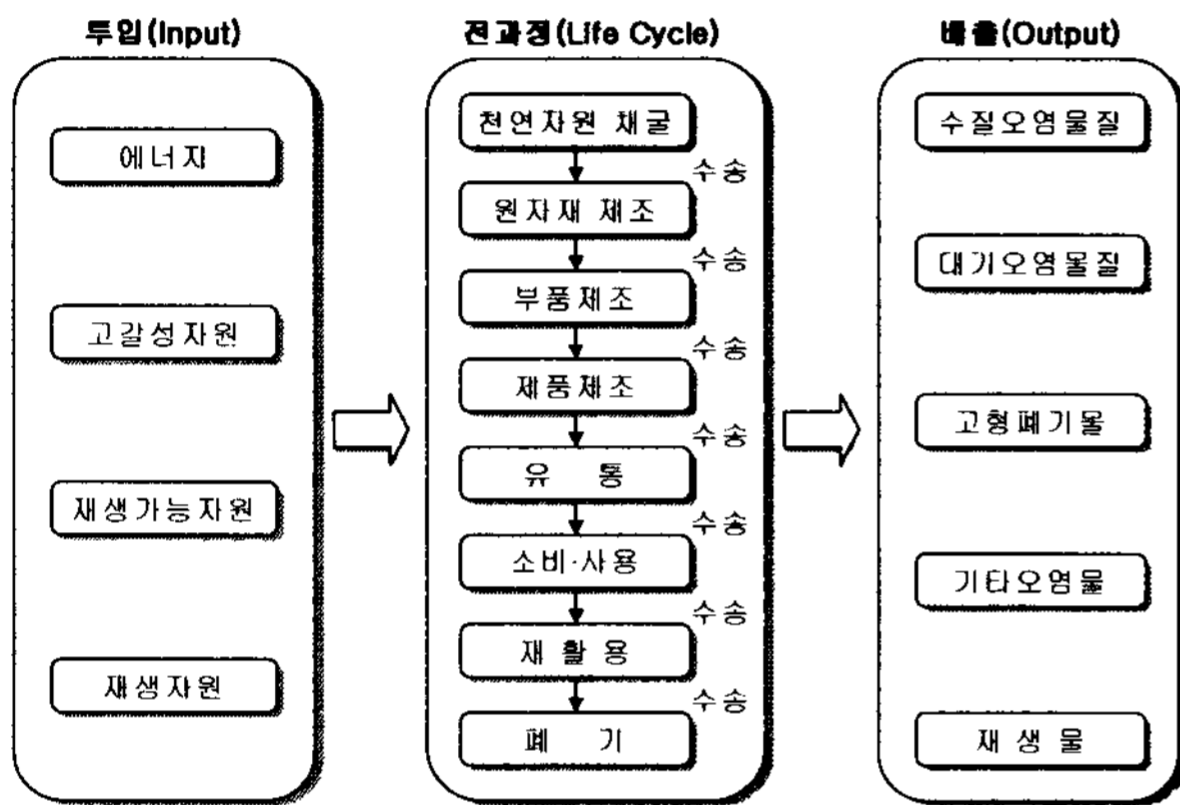 투입(Input)
에너지
고갈성자원
재생가능자원
재생자원
전과정(Life Cycle)
천연자원 채굴
수송
원자재 제조
수송
부품제조
수송
제품제조
수송
유 통
수송
소비·사용
수송
재활용
수송
폐 기
배출(Output)
수질오염물질
대기오염물질
고형폐기물
기타오염물
재생물